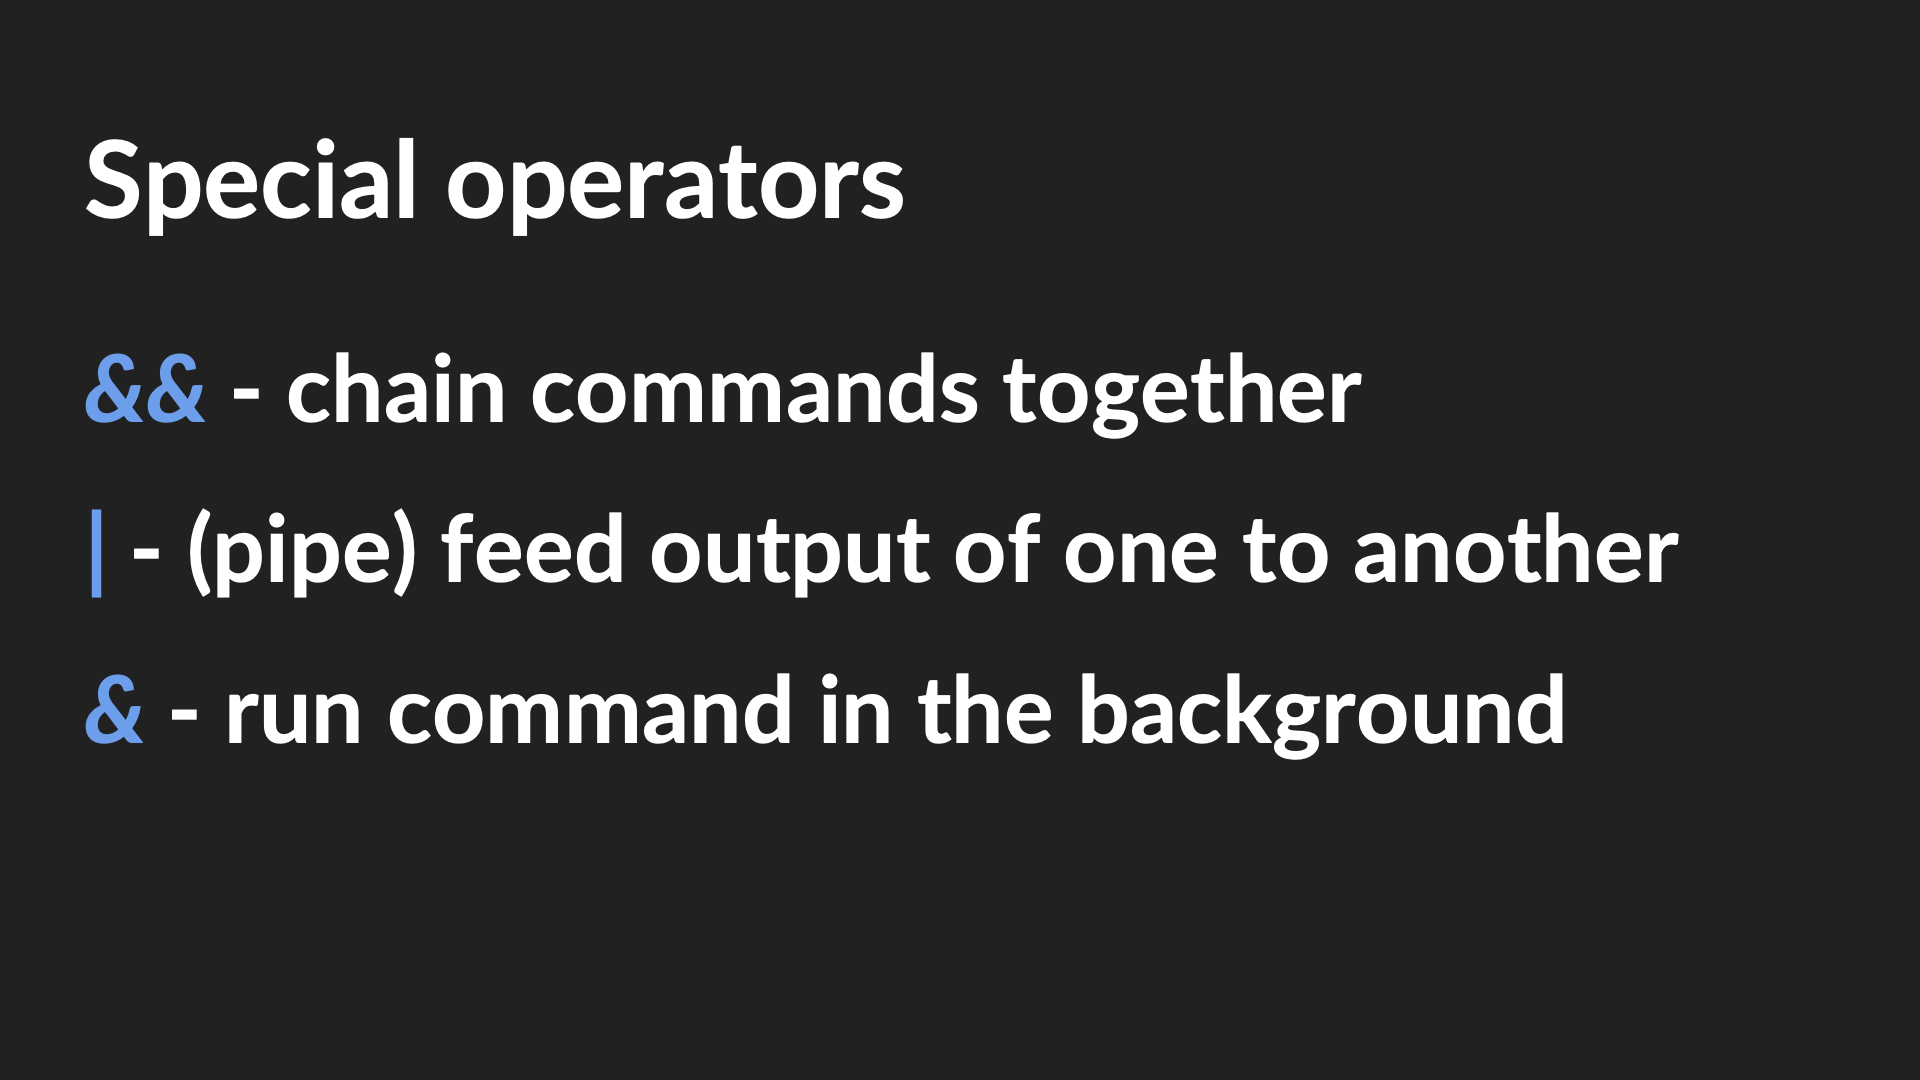 Special operators
&& - chain commands together
| - (pipe) feed output of one to another
& - run command in the background